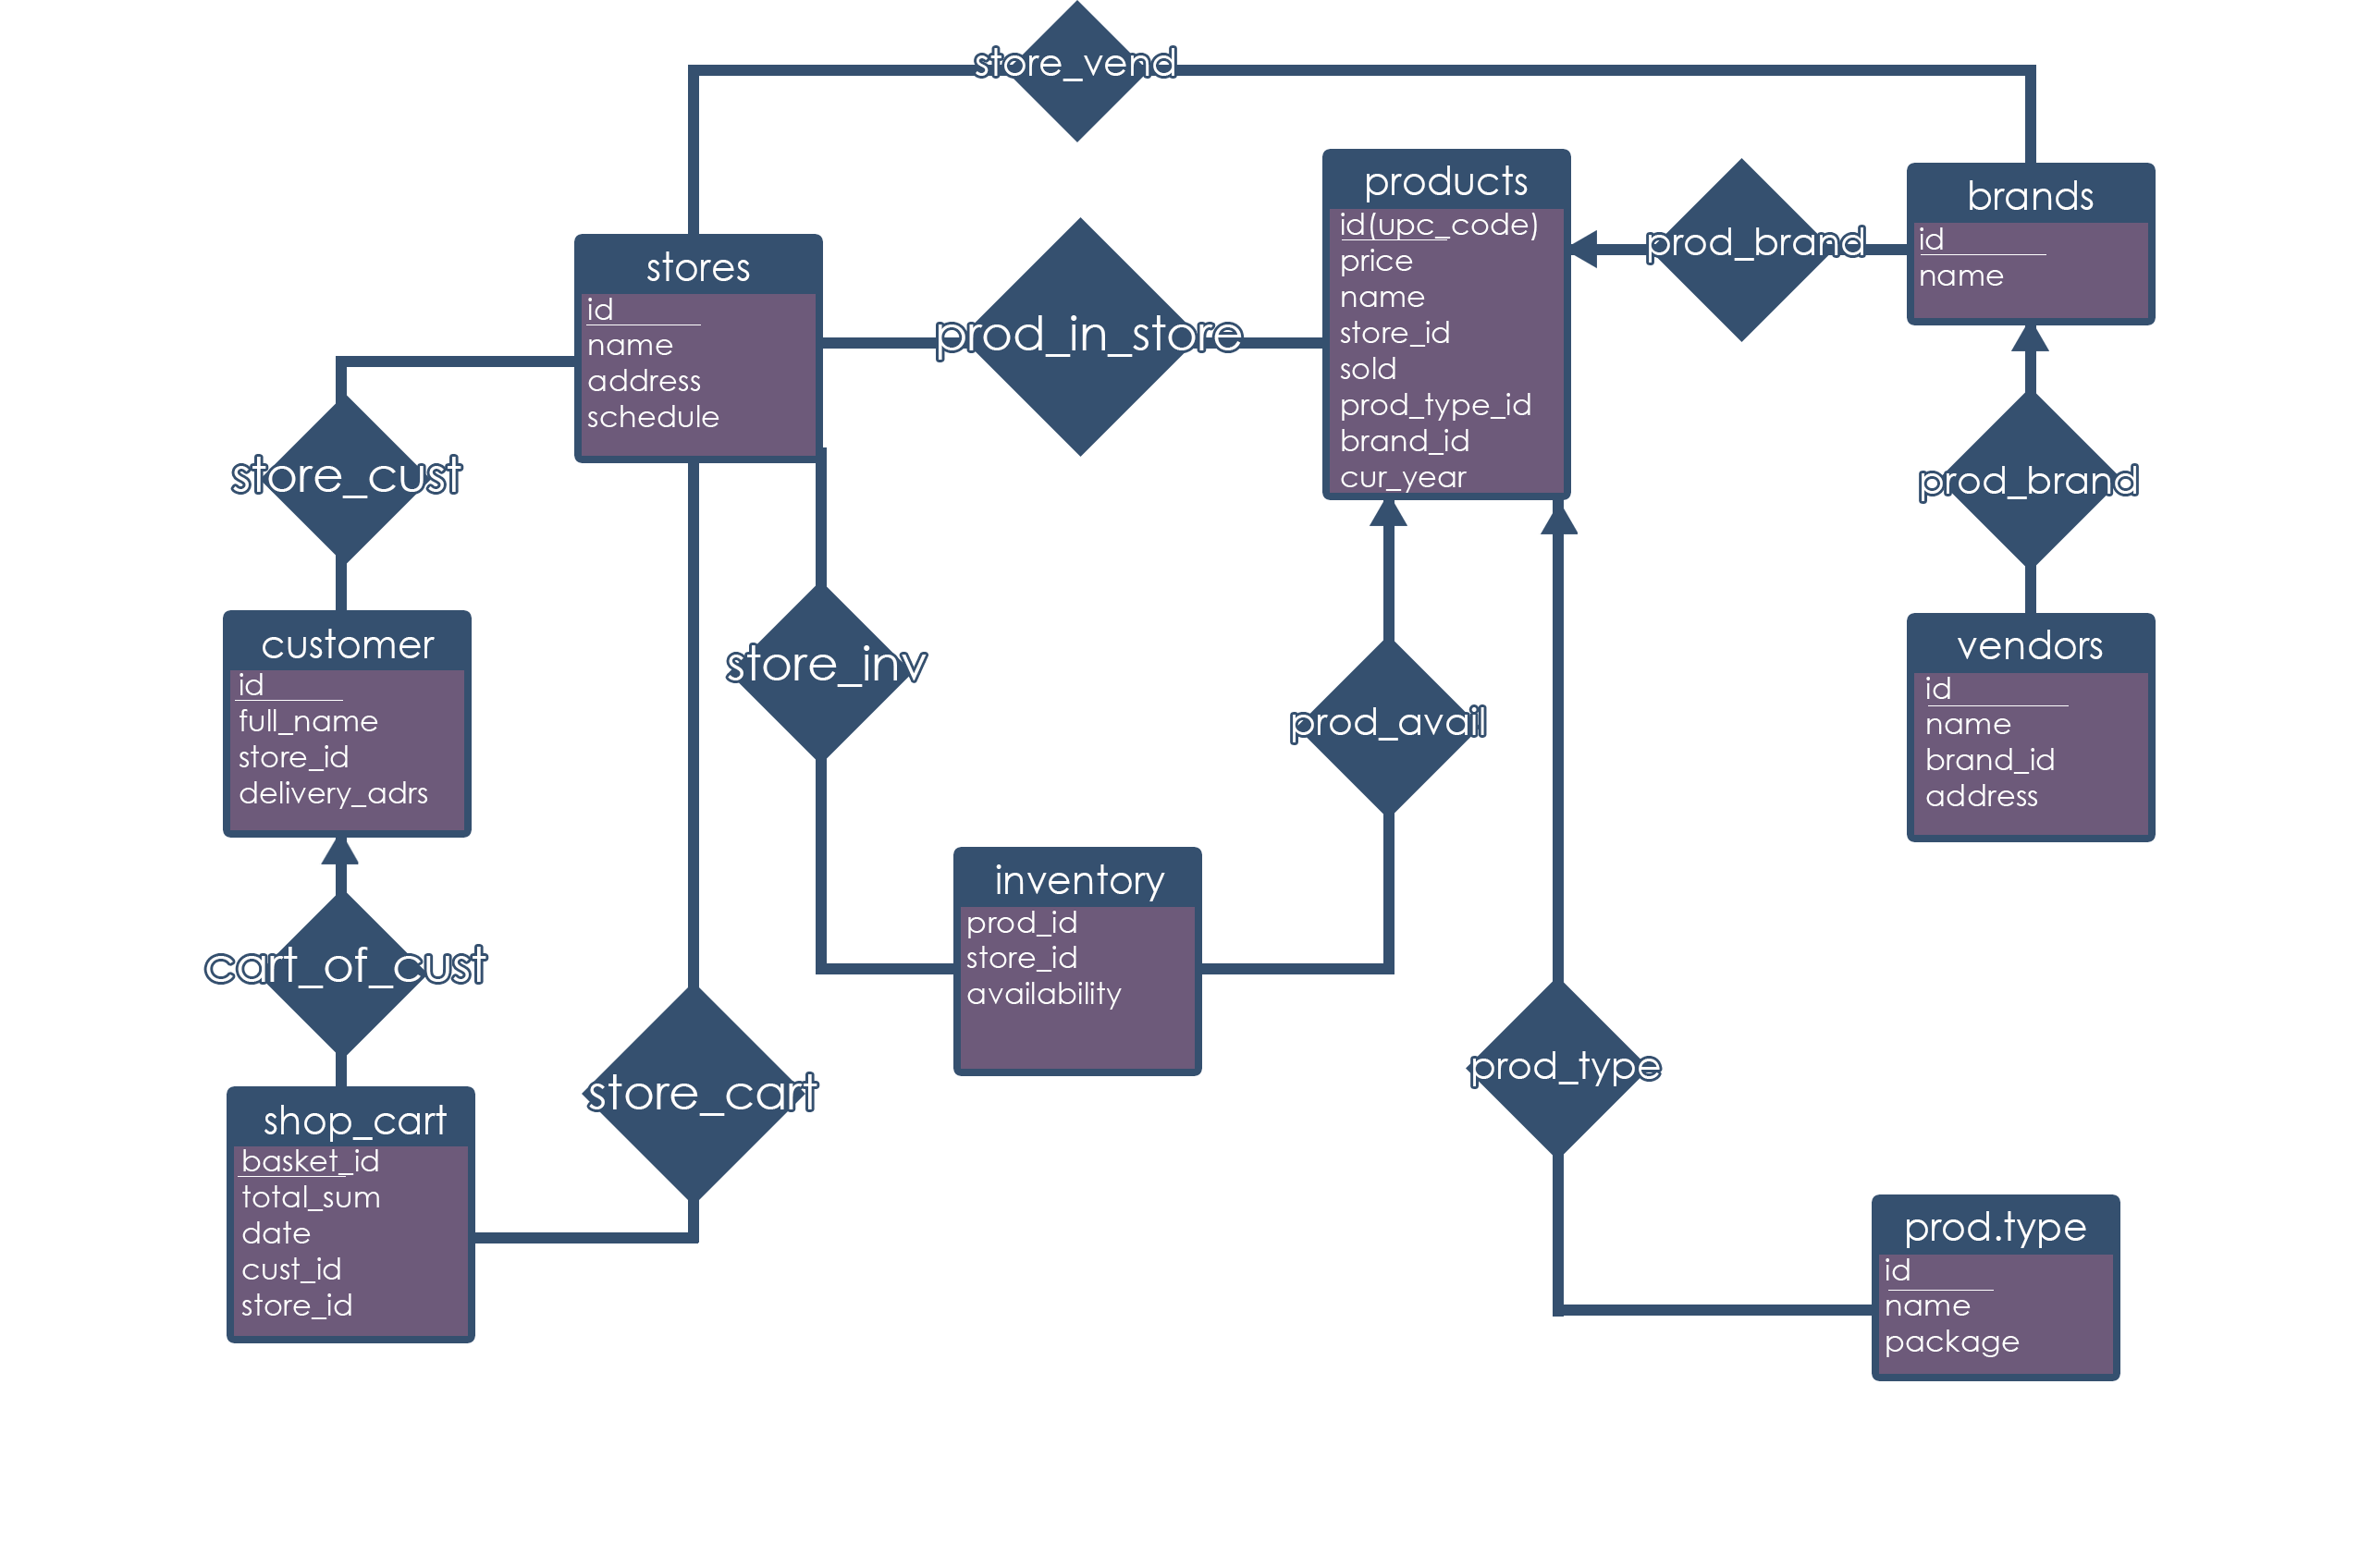 store_vend
products
id(upc_code)
price
name
store_id
sold
prod_type_id
brand_id
cur_year
prod_brand
brands
id
name
stores
id
name
address
schedule
prod_in_store
store_cust
prod_brand
customer
id
full_name
store_id
delivery_adrs
store_inv
prod_avail
vendors
id
name
brand_id
address
inventory
prod_id
store_id
availability
cart_of_cust
store_cart
prod_type
shop_cart
basket_id
total_sum
date
cust_id
store_id
prod.type
id
name
package